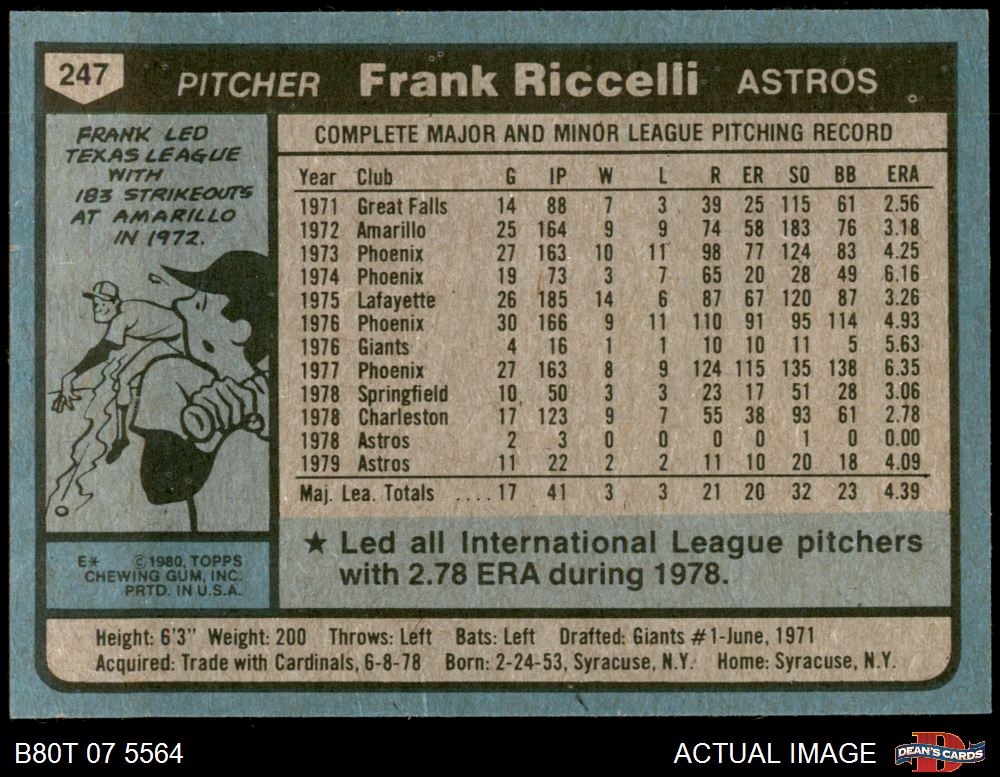 247 PITCHER Frank Riccelli ASTROS
FRANK LED
TEXAS LEAGUE
WITH
183 STRIKEOUTS
AT AMARILLO
IN 1972.
COMPLETE MAJOR AND MINOR LEAGUE PITCHING RECORD
Year Club G IP W L R ER SO BB ERA
1971 Great Falls 14 88 7 3 39 25 115 61 2.56
1972 Amarillo 25 164 9 9 74 58 183 76 3.18
1973 Phoenix 27 163 10 11 98 77 124 83 4.25
1974 Phoenix 19 73 3 7 65 20 28 49 6.16
1975 Lafayette 26 185 14 6 87 67 120 87 3.26
1976 Phoenix 30 166 9 11 110 91 95 114 4.93
1976 Giants 4 16 1 1 10 10 11 5 5.63
1977 Phoenix 27 163 8 9 124 115 135 138 6.35
1978 Springfield 10 50 3 3 23 17 51 28 3.06
1978 Charleston 17 123 9 7 55 38 93 61 2.78
1978 Astros 2 3 0 0 0 0 1 0 0.00
1979 Astros 11 22 2 2 11 10 20 18 4.09
Maj. Lea. Totals ....17 41 3 3 21 20 32 23 4.39
★ Led all International League pitchers
with 2.78 ERA during 1978.
E* © 1980, TOPPS
CHEWING GUM, INC.
PRTD. IN U.S.A.
Height: 6'3" Weight: 200 Throws: Left Bats: Left Drafted: Giants #1-June, 1971
Acquired: Trade with Cardinals, 6-8-78 Born: 2-24-53, Syracuse, N.Y. Home: Syracuse, N.Y.
B80T 07 5564 ACTUAL IMAGE D DEAN'S CARDS